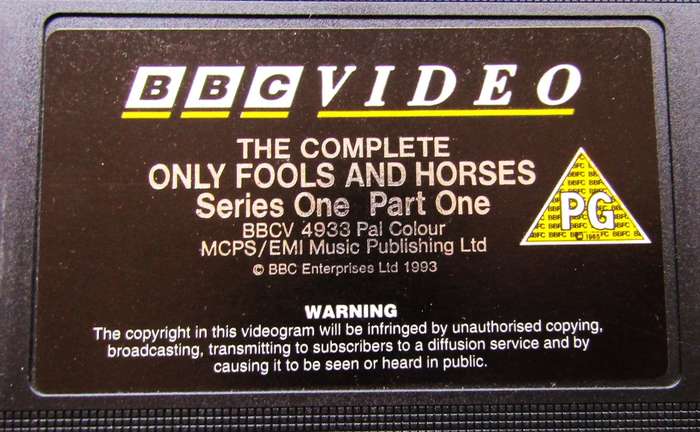 BBC VIDEO
THE COMPLETE
ONLY FOOLS AND HORSES
Series One Part One
BBCV 4933 Pal Colour
MCPS/EMI Music Publishing Ltd
© BBC Enterprises Ltd 1993
PG
WARNING
The copyright in this videogram will be infringed by unauthorised copying,
broadcasting, transmitting to subscribers to a diffusion service and by
causing it to be seen or heard in public.